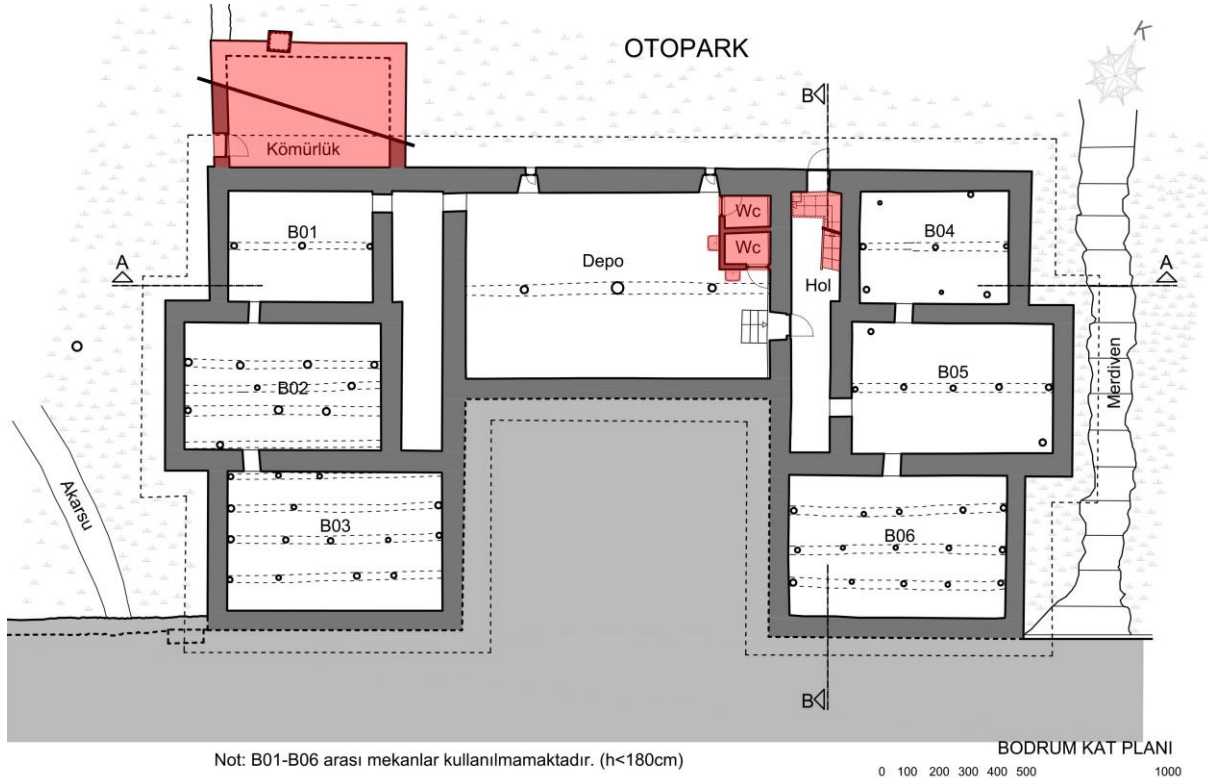 OTOPARK
K
B
Kömürlük
B01
Wc
B04
Wc
A
Depo
Hol
A
B02
B05
Merdiven
Akarsu
B03
B06
B
Not: B01-B06 arası mekanlar kullanılmamaktadır. (h<180cm)
BODRUM KAT PLANI
0 100 200 300 400 500 1000